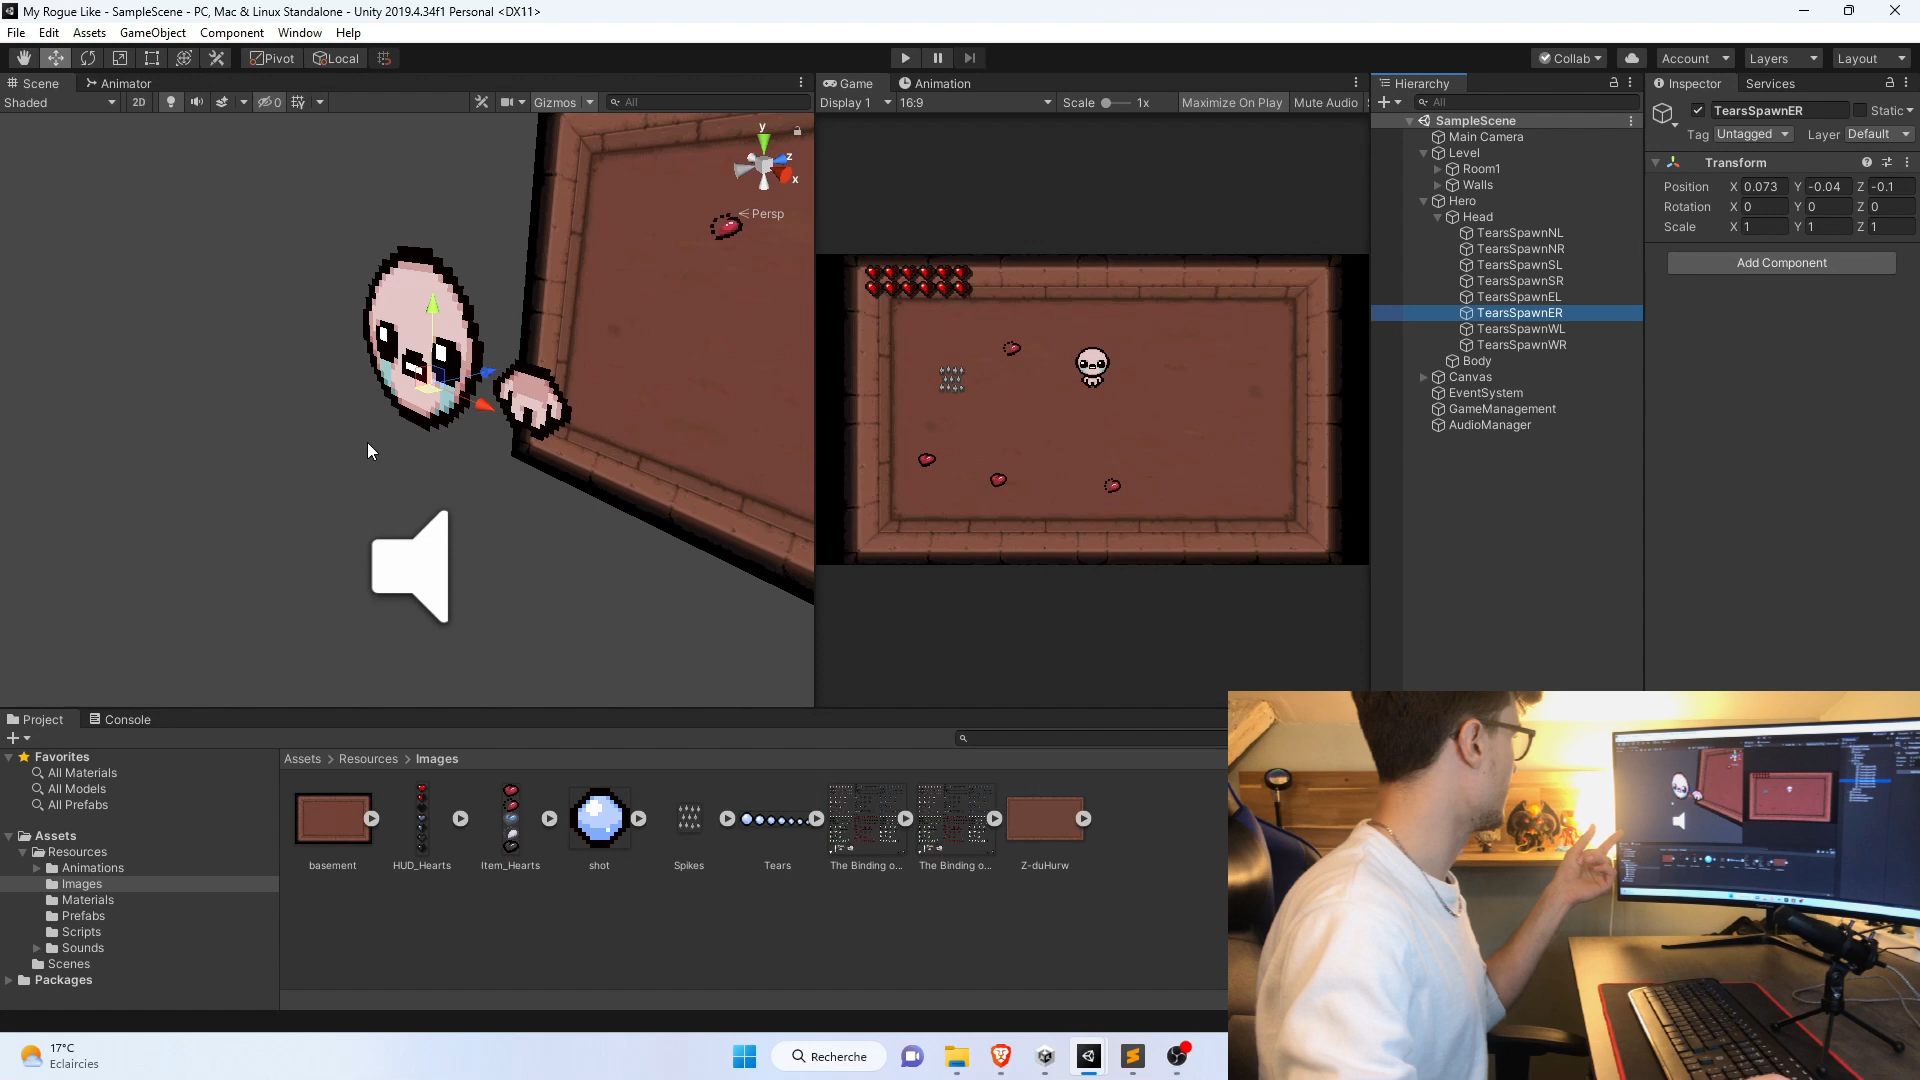 My Rogue Like - SampleScene - PC, Mac & Linux Standalone - Unity 2019.4.34f1 Personal <DX11>
File Edit Assets GameObject Component Window Help
Pivot Local Collab Account Layers Layout
Scene Animator Game Animation Hierarchy Inspector Services
Shaded 2D 0 Gizmos All Display 1 16:9 Scale 1x Maximize On Play Mute Audio All
TearsSpawnER Static
Tag Untagged Layer Default
Transform
Position X 0.073 Y -0.04 Z -0.1
Rotation X 0 Y 0 Z 0
Scale X 1 Y 1 Z 1
Add Component
SampleScene
Main Camera
Level
Room1
Walls
Hero
Head
TearsSpawnNL
TearsSpawnNR
TearsSpawnSL
TearsSpawnSR
TearsSpawnEL
TearsSpawnER
TearsSpawnWL
TearsSpawnWR
Body
Canvas
EventSystem
GameManagement
AudioManager
y
z
x
Persp
Project Console
Favorites
All Materials
All Models
All Prefabs
Assets
Resources
Animations
Images
Materials
Prefabs
Scripts
Sounds
Scenes
Packages
Assets > Resources > Images
basement HUD_Hearts Item_Hearts shot Spikes Tears The Binding o... The Binding o... Z-duHurw
17°C
Eclaircies
Recherche